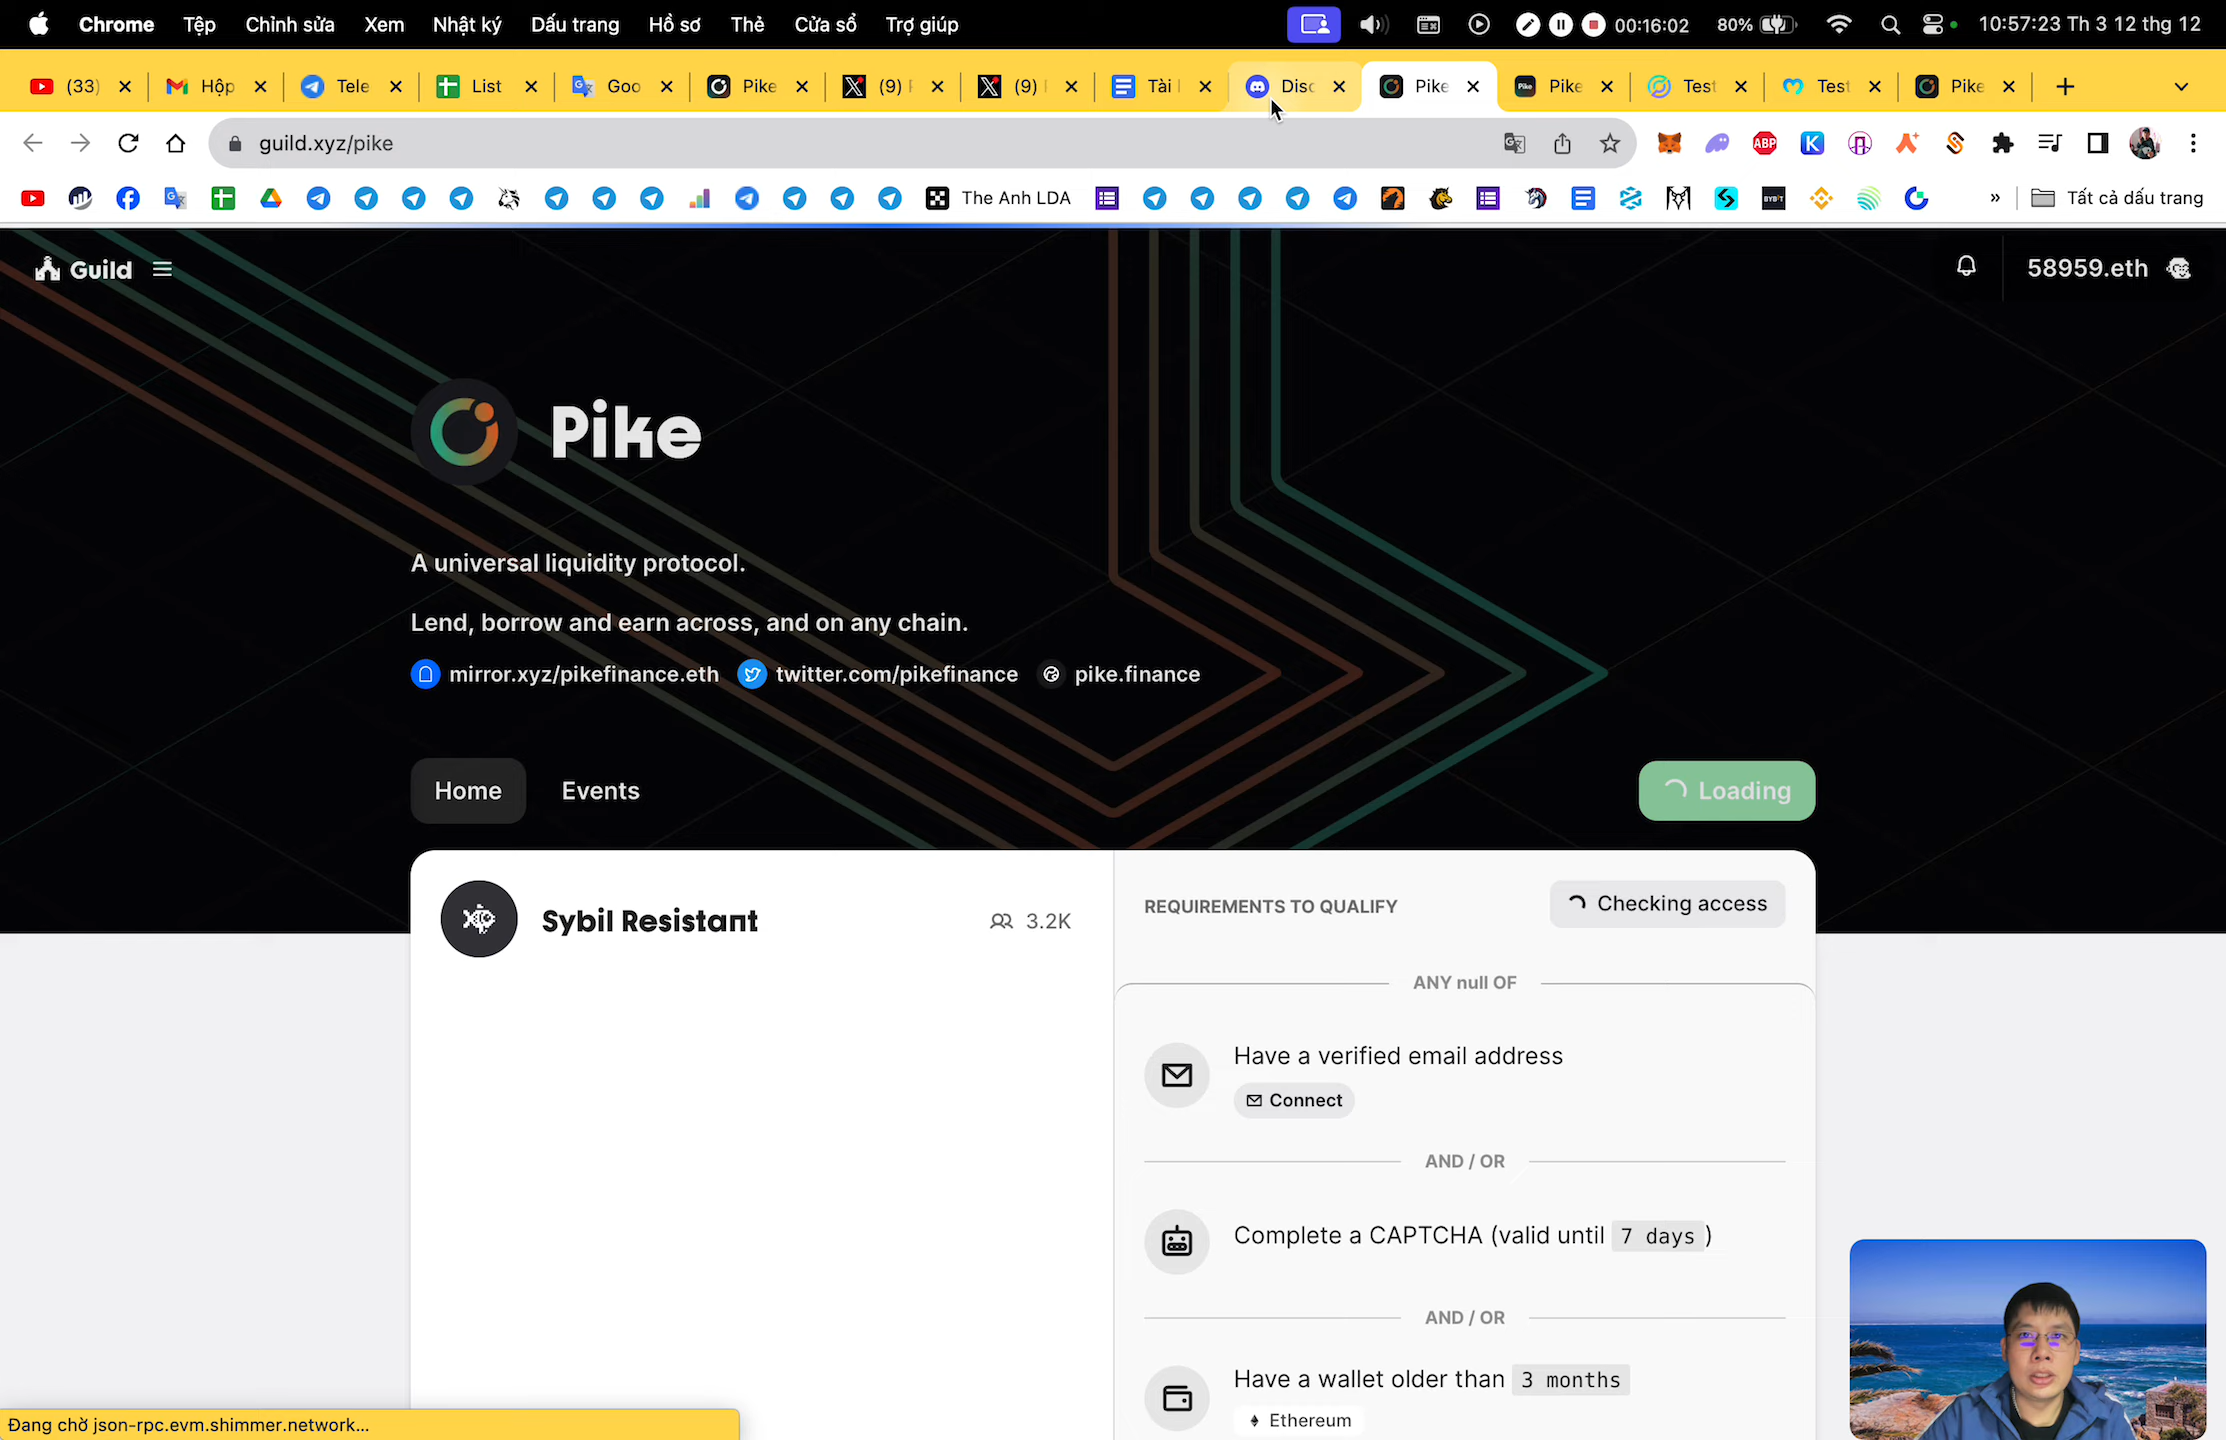 Chrome Tệp Chỉnh sửa Xem Nhật ký Dấu trang Hồ sơ Thẻ Cửa sổ Trợ giúp 00:16:02 80% 10:57:23 Th 3 12 thg 12
(33) Hộp Tele List Goo Pike (9) (9) Tài Disc Pike Pike Test Test Pike
guild.xyz/pike
ABP
The Anh LDA BYBIT » Tất cả dấu trang
Guild 58959.eth
Pike
A universal liquidity protocol.
Lend, borrow and earn across, and on any chain.
mirror.xyz/pikefinance.eth twitter.com/pikefinance pike.finance
Home Events Loading
Sybil Resistant 3.2K
REQUIREMENTS TO QUALIFY Checking access
ANY null OF
Have a verified email address
Connect
AND / OR
Complete a CAPTCHA (valid until 7 days )
AND / OR
Have a wallet older than 3 months
Ethereum
Đang chờ json-rpc.evm.shimmer.network...